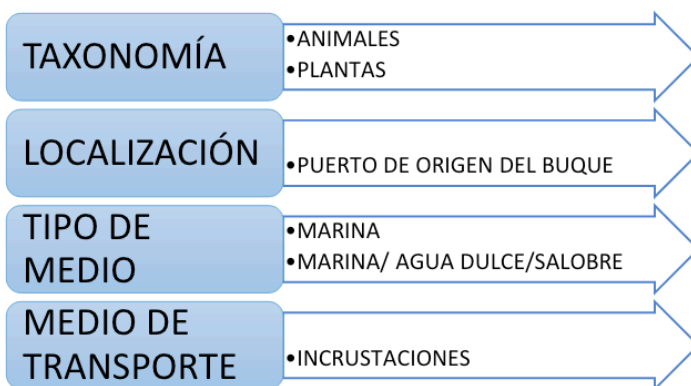 TAXONOMÍA
•ANIMALES
•PLANTAS
LOCALIZACIÓN
•PUERTO DE ORIGEN DEL BUQUE
TIPO DE
MEDIO
•MARINA
•MARINA/ AGUA DULCE/SALOBRE
MEDIO DE
TRANSPORTE
•INCRUSTACIONES